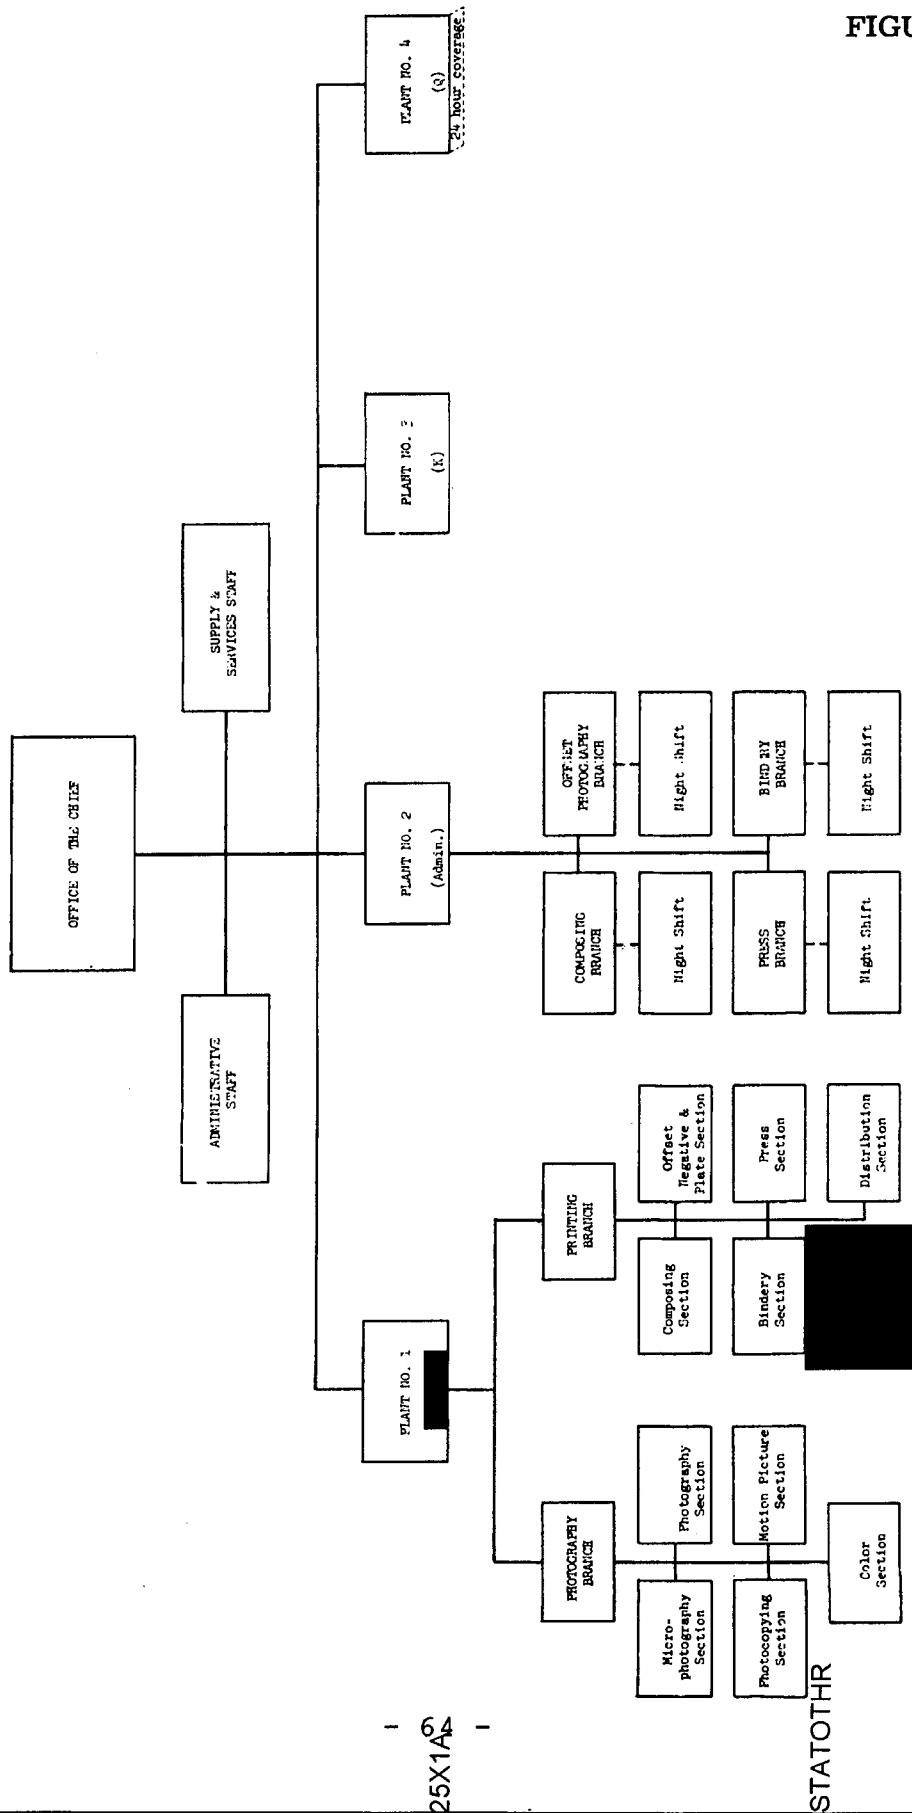 FIGU
OFFICE OF THE CHIEF
ADMINISTRATIVE
STAFF
SUPPLY &
SERVICES STAFF
PLANT NO. 1
PLANT NO. 2
(Admin.)
PLANT NO. 3
(K)
PLANT NO. 4
(Q)
24 hour coverage
PHOTOGRAPHY
BRANCH
PRINTING
BRANCH
COMPOSING
BRANCH
OFFSET
PHOTOGRAPHY
BRANCH
Micro-
photography
Section
Photography
Section
Composing
Section
Offset
Negative &
Plate Section
Night Shift
Night Shift
Photocopying
Section
Motion Picture
Section
Bindery
Section
Press
Section
PRESS
BRANCH
BINDERY
BRANCH
Color
Section
Distribution
Section
Night Shift
Night Shift
- 64 -
25X1A
STATOTHR